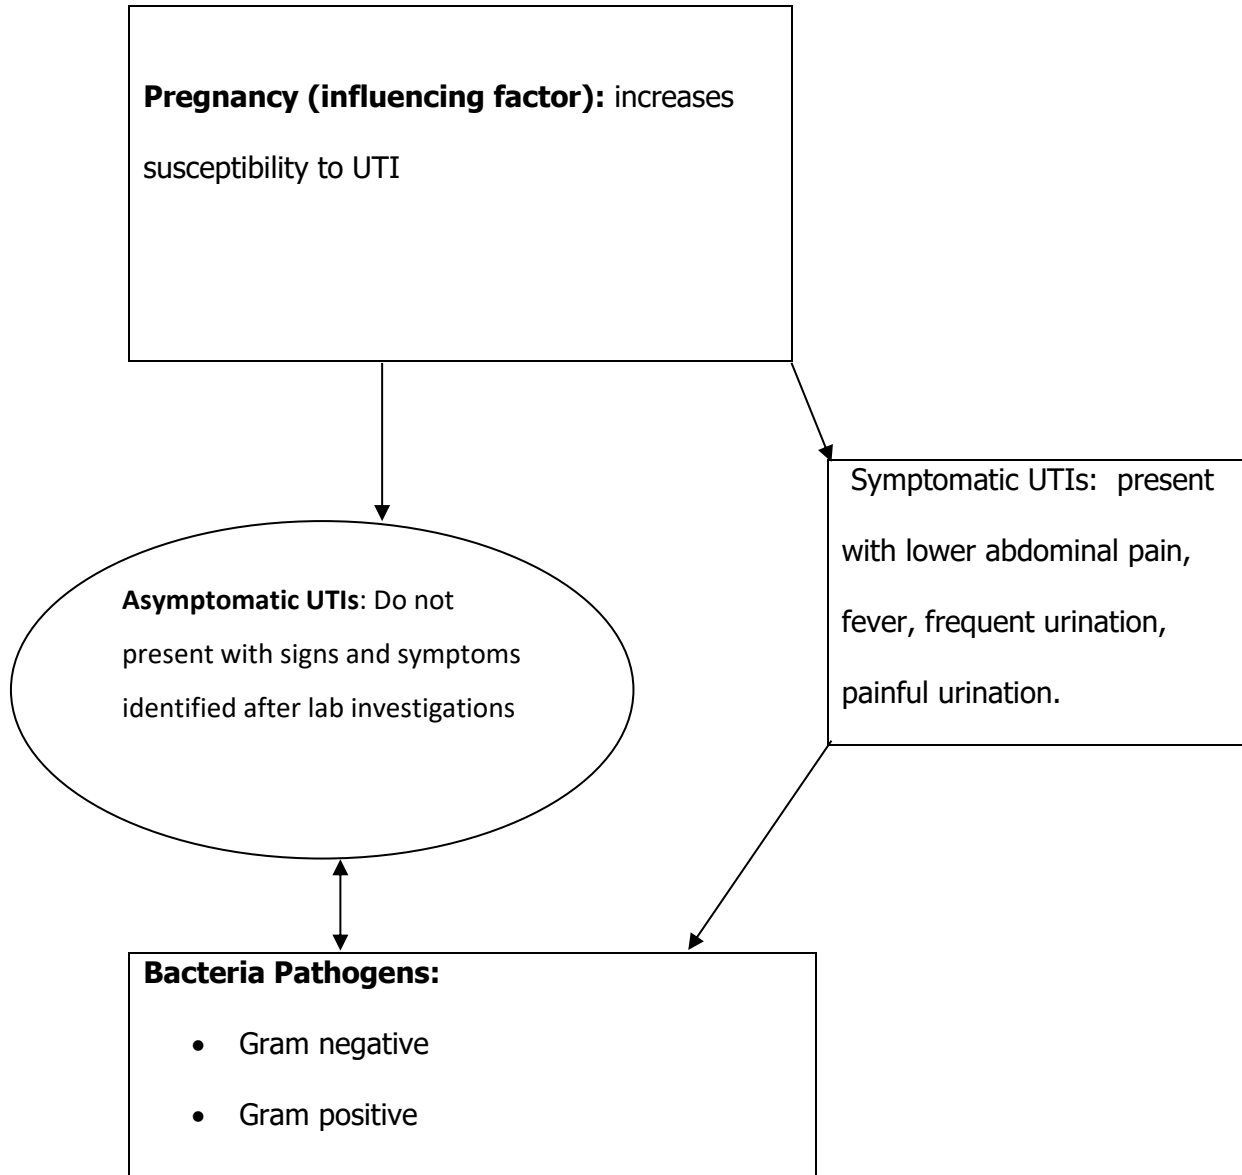 Pregnancy (influencing factor): increases
susceptibility to UTI
Asymptomatic UTIs: Do not
present with signs and symptoms
identified after lab investigations
Symptomatic UTIs: present
with lower abdominal pain,
fever, frequent urination,
painful urination.
Bacteria Pathogens:
• Gram negative
• Gram positive